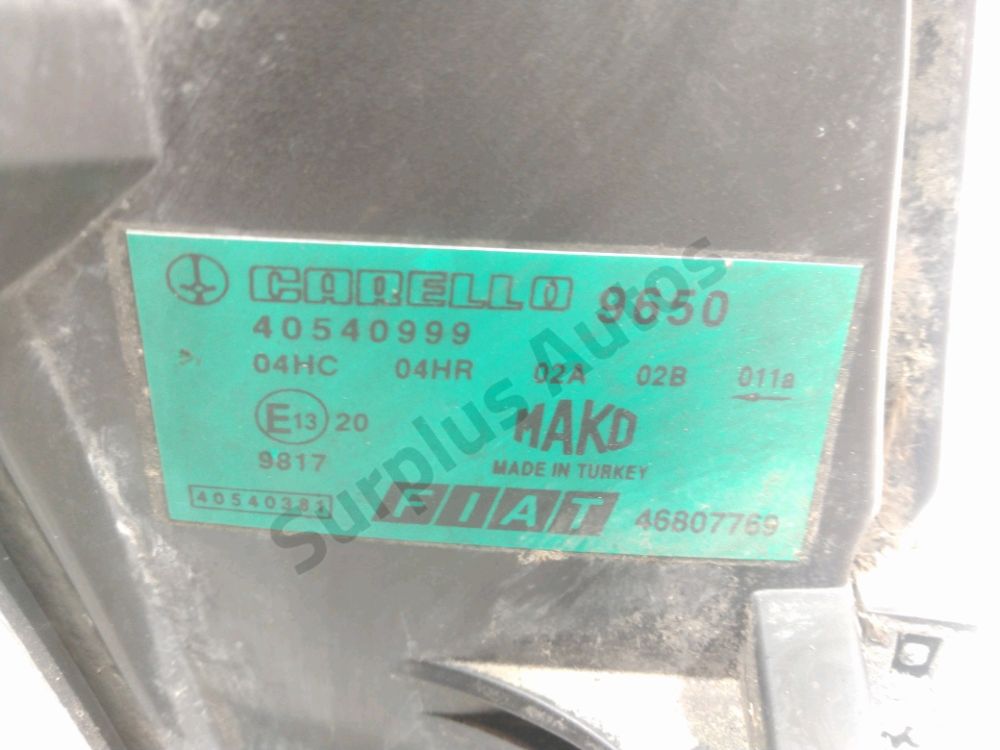 CARELLO 9650
40540999
04HC 04HR 02A 02B 011a
E13 20
MAKO
9817
MADE IN TURKEY
40540381
FIAT 46807769
Surplus Autos